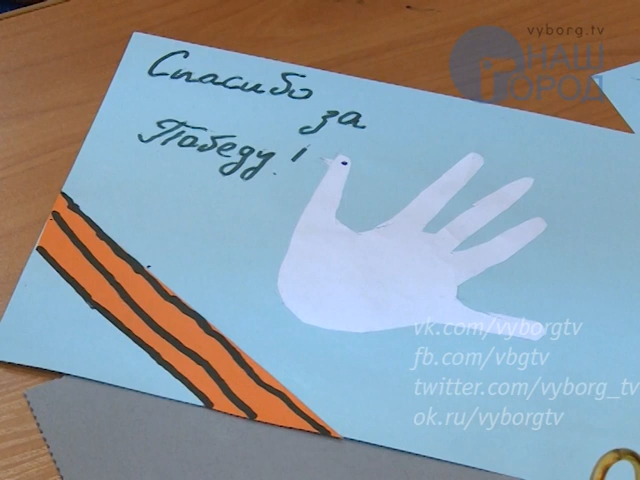 vyborg.tv
НАШ
ГОРОД
Спасибо за
Победу!
vk.com/vyborgtv
fb.com/vbgtv
twitter.com/vyborg_tv
ok.ru/vyborgtv